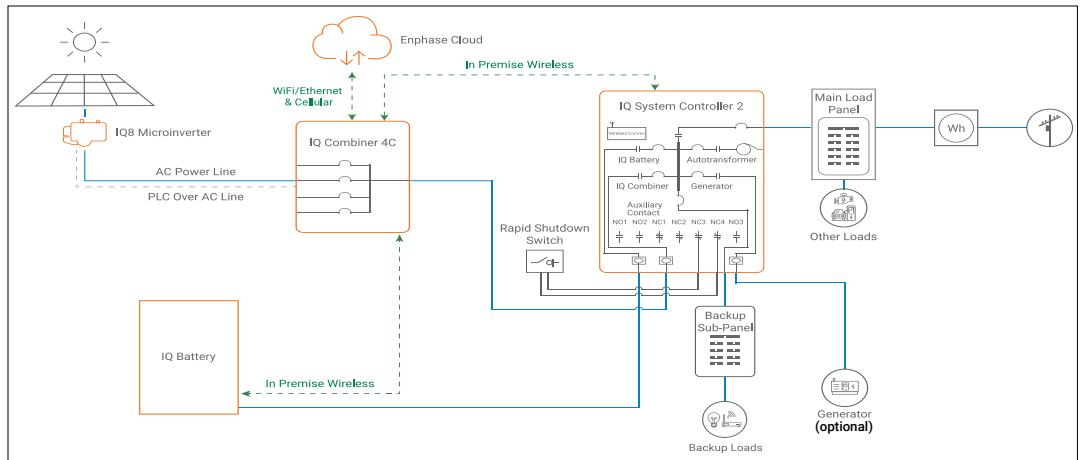 Enphase Cloud
In Premise Wireless
WiFi/Ethernet
& Cellular
IQ8 Microinverter
IQ Combiner 4C
AC Power Line
PLC Over AC Line
IQ System Controller 2
Wireless Comms
IQ Battery
Autotransformer
IQ Combiner
Generator
Auxiliary
Contact
NO1 NO2 NC1 NC2 NC3 NC4 NO3
Main Load
Panel
Wh
Other Loads
Rapid Shutdown
Switch
Backup
Sub-Panel
IQ Battery
In Premise Wireless
Backup Loads
Generator
(optional)